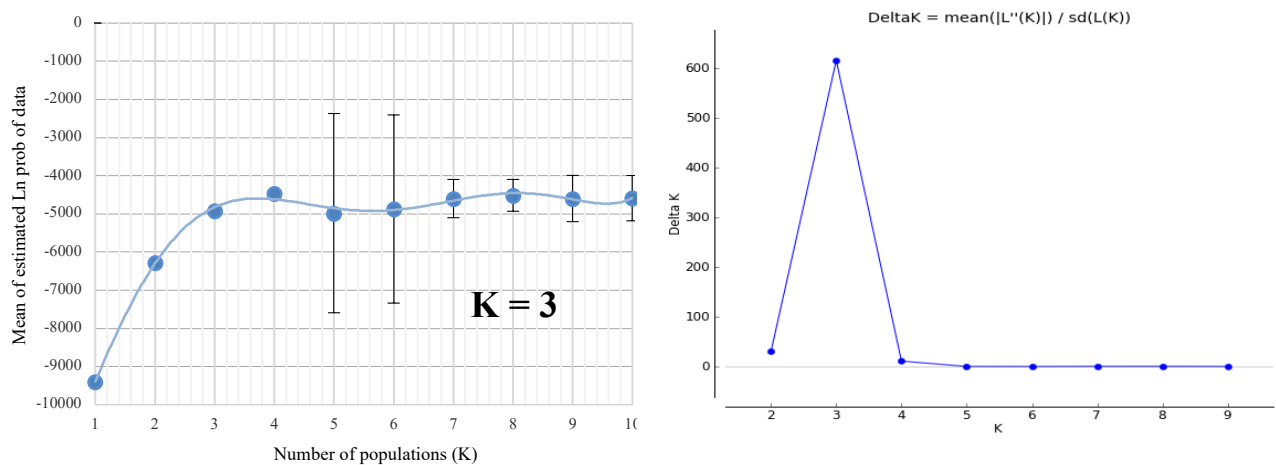 0
-1000
-2000
-3000
-4000
-5000
-6000
-7000
-8000
-9000
-10000
Mean of estimated Ln prob of data
K = 3
1 2 3 4 5 6 7 8 9 10
Number of populations (K)
DeltaK = mean(|L''(K)|) / sd(L(K))
600
500
400
300
200
100
0
Delta K
2 3 4 5 6 7 8 9
K